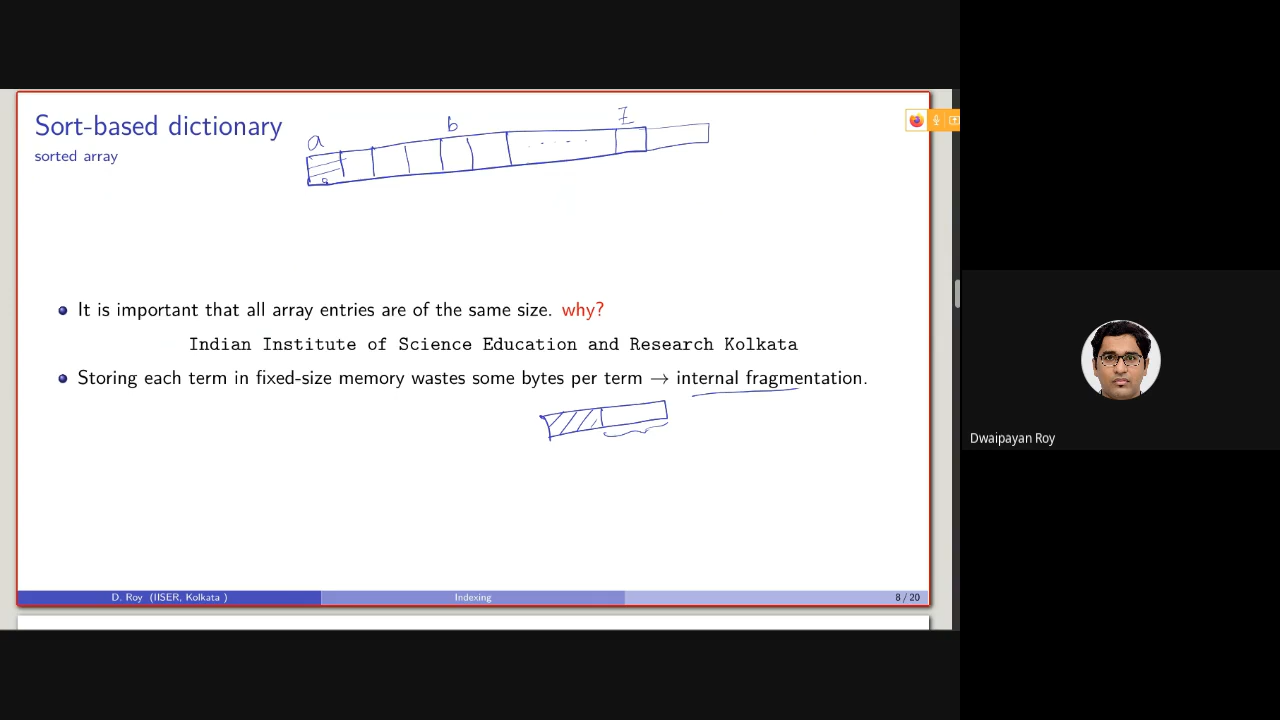 Sort-based dictionary
sorted array
a
b
Z
a
It is important that all array entries are of the same size. why?
Indian Institute of Science Education and Research Kolkata
Storing each term in fixed-size memory wastes some bytes per term → internal fragmentation.
D. Roy (IISER, Kolkata )
Indexing
8 / 20
Dwaipayan Roy